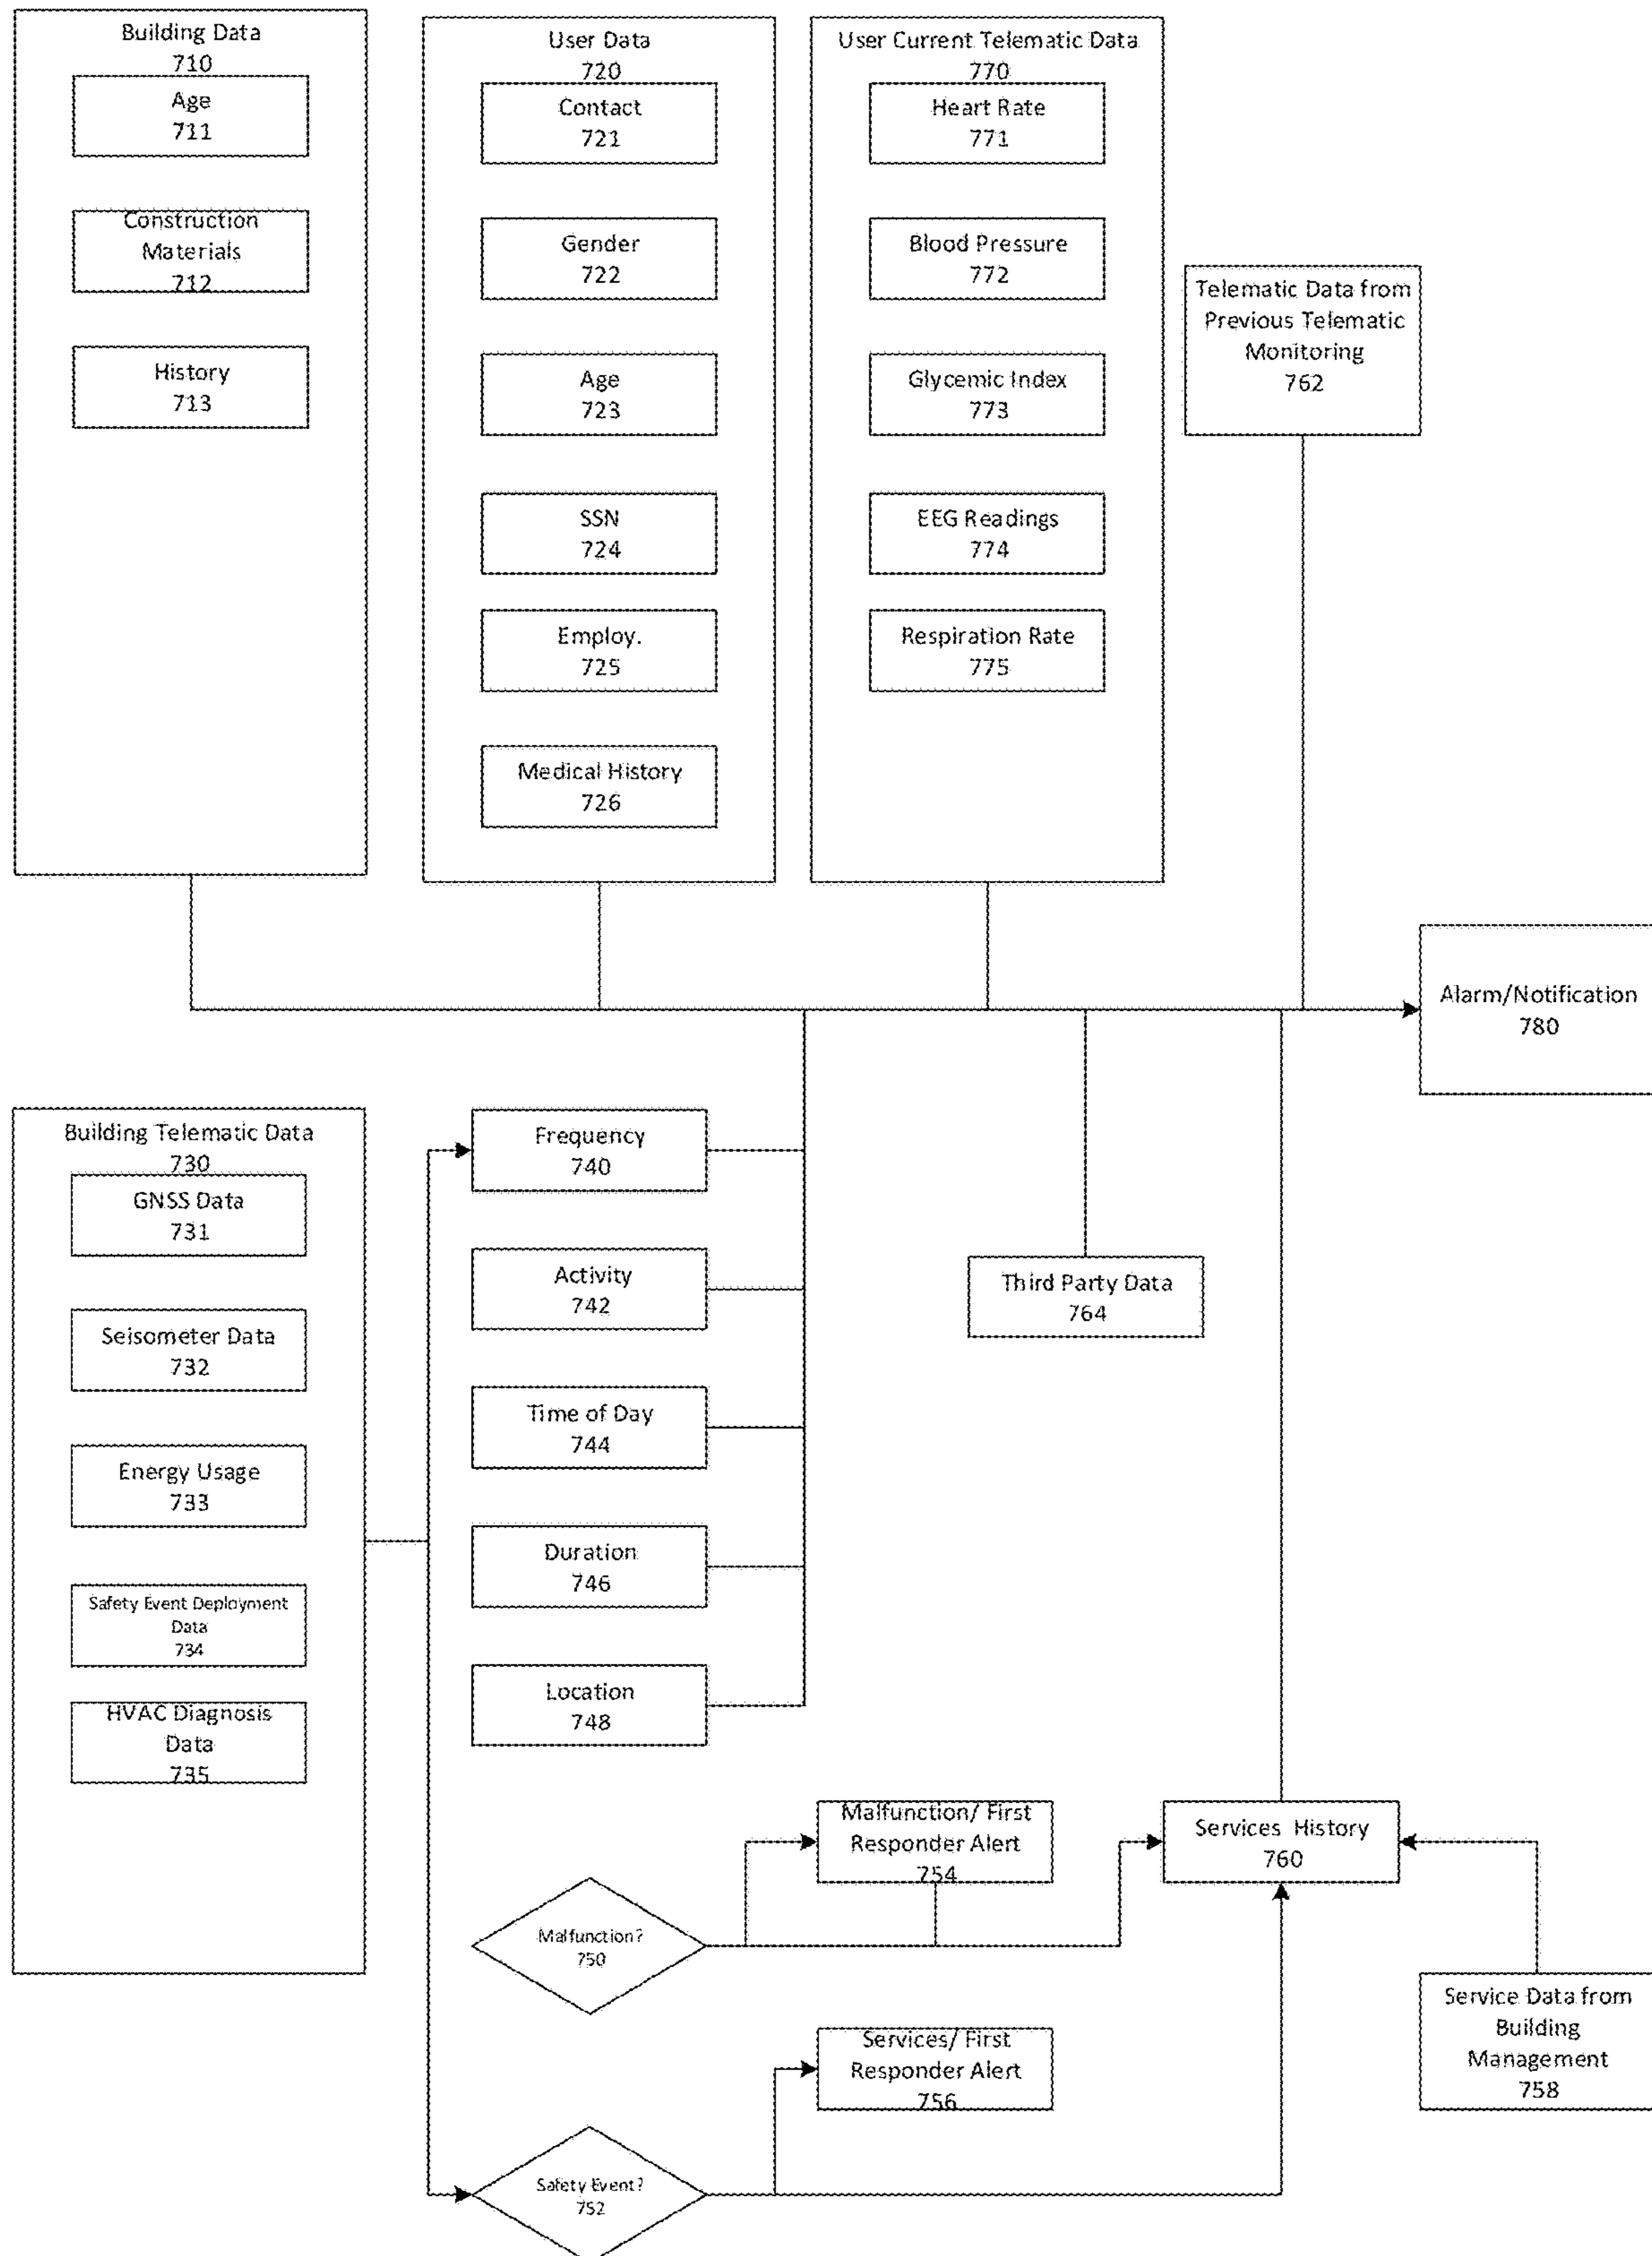 Building Data
710
Age
711
Construction
Materials
712
History
713
User Data
720
Contact
721
Gender
722
Age
723
SSN
724
Employ.
725
Medical History
726
User Current Telematic Data
770
Heart Rate
771
Blood Pressure
772
Glycemic Index
773
EEG Readings
774
Respiration Rate
775
Telematic Data from
Previous Telematic
Monitoring
762
Alarm/Notification
780
Building Telematic Data
730
GNSS Data
731
Seisometer Data
732
Energy Usage
733
Safety Event Deployment
Data
734
HVAC Diagnosis
Data
735
Frequency
740
Activity
742
Time of Day
744
Duration
746
Location
748
Third Party Data
764
Malfunction?
750
Malfunction/ First
Responder Alert
754
Services History
760
Safety Event?
752
Services/ First
Responder Alert
756
Service Data from
Building
Management
758